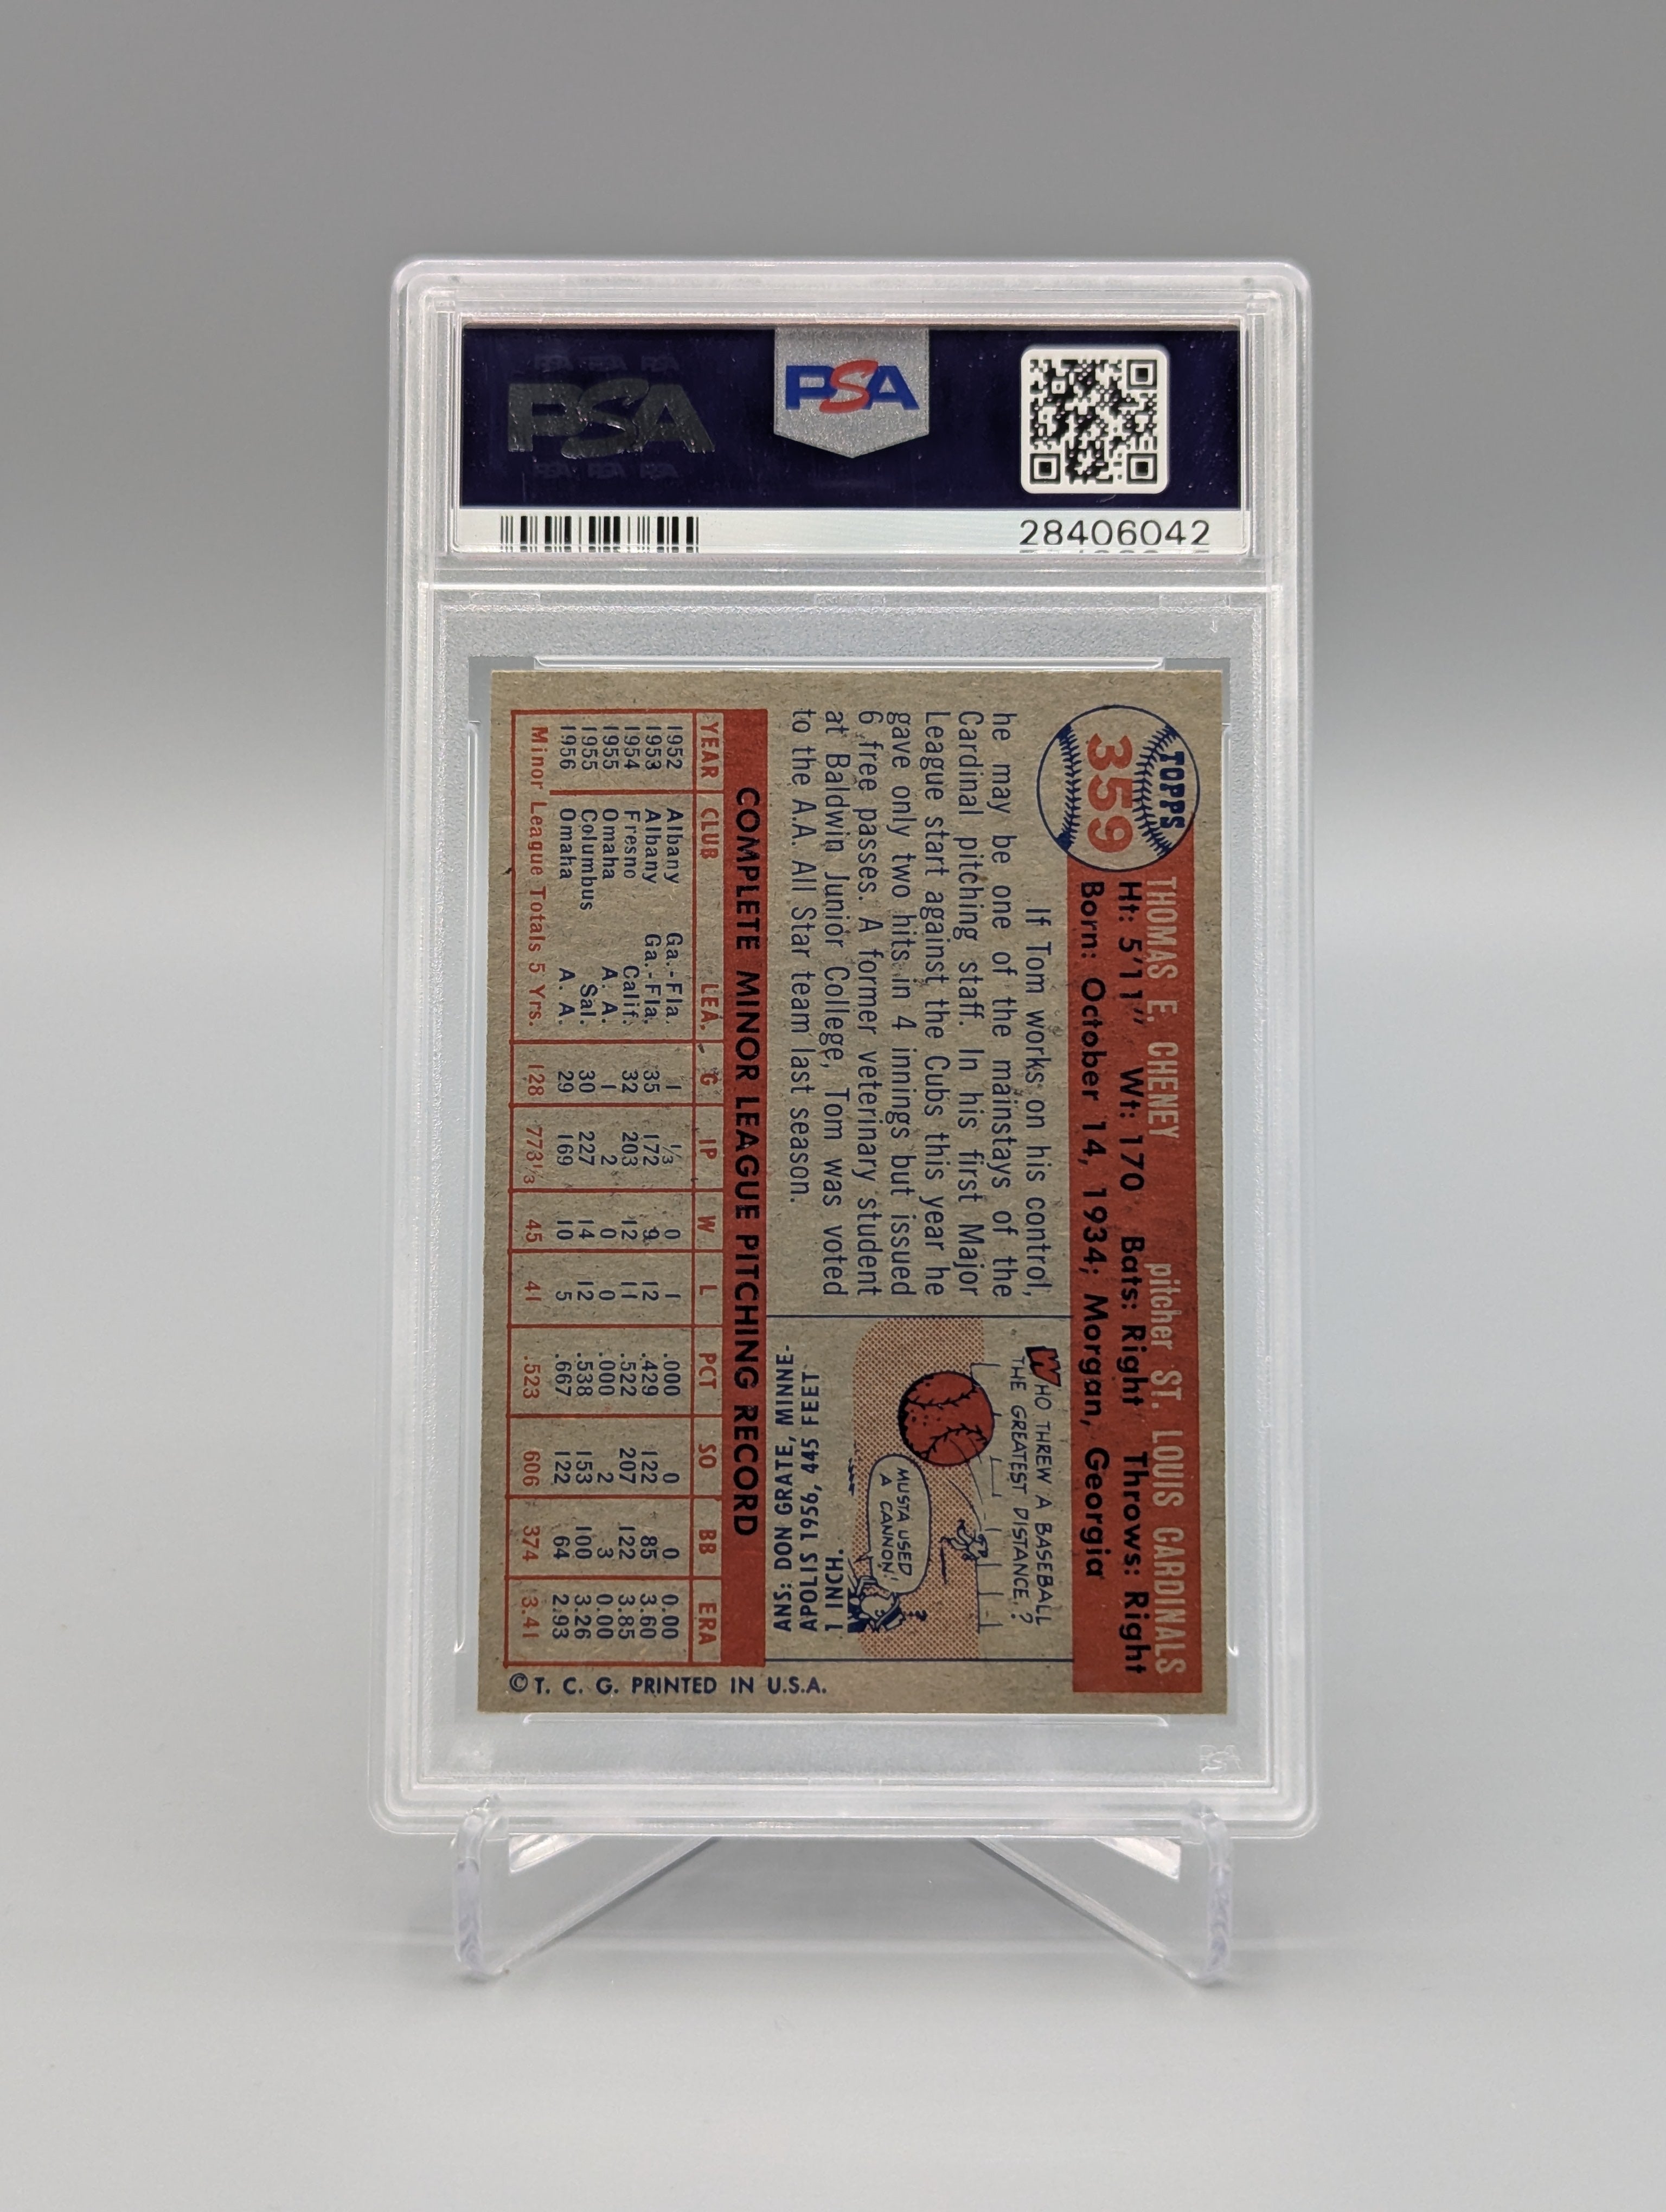 PSA PSA PSA
PSA
PSA PSA PSA
PSA
28406042
TOPPS
359
THOMAS E. CHENEY pitcher ST. LOUIS CARDINALS
Ht: 5'11" Wt: 170 Bats: Right Throws: Right
Born: October 14, 1934; Morgan, Georgia
If Tom works on his control,
he may be one of the mainstays of the
Cardinal pitching staff. In his first Major
League start against the Cubs this year he
gave only two hits in 4 innings but issued
6 free passes. A former veterinary student
at Baldwin Junior College, Tom was voted
to the A.A. All Star team last season.
WHO THREW A BASEBALL
THE GREATEST DISTANCE?
MUSTA USED
A CANNON!
ANS: DON GRATE, MINNE-
APOLIS 1956, 445 FEET
1 INCH.
COMPLETE MINOR LEAGUE PITCHING RECORD
YEAR CLUB LEA. G IP W L PCT SO BB ERA
1952 Albany Ga.-Fla. 1 1/3 0 1 .000 0 0 0.00
1953 Albany Ga.-Fla. 35 172 9 12 .429 122 85 3.60
1954 Fresno Calif. 32 203 12 11 .522 207 122 3.85
1955 Omaha A. A. 1 2 0 0 .000 2 3 0.00
1955 Columbus Sal. 30 227 14 12 .538 153 100 3.26
1956 Omaha A. A. 29 169 10 5 .667 122 64 2.93
Minor League Totals 5 Yrs. 128 773 1/3 45 41 .523 606 374 3.41
© T. C. G. PRINTED IN U.S.A.